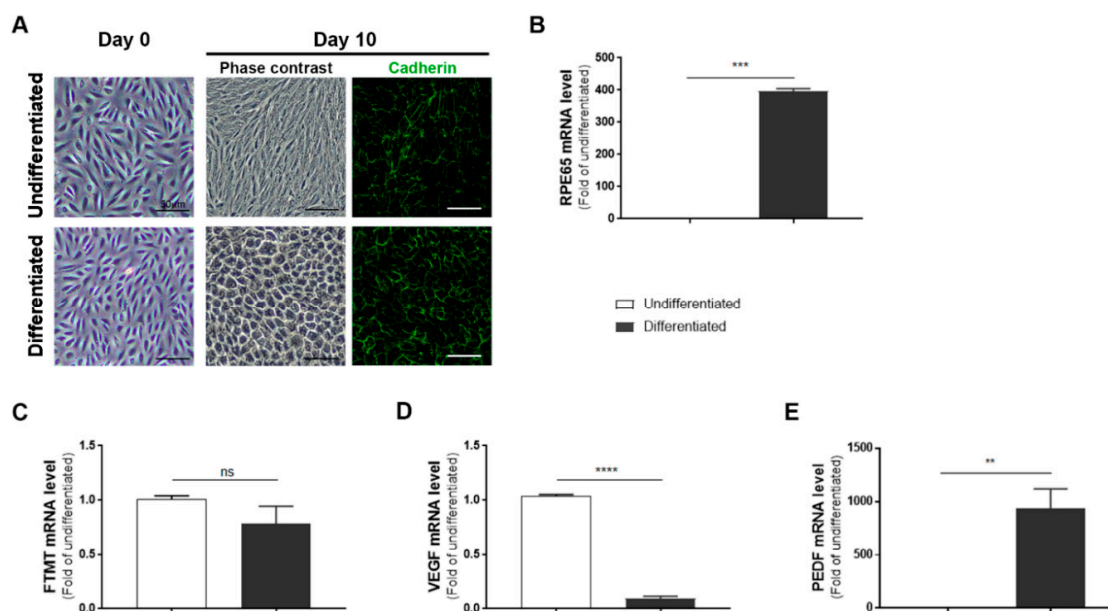 A
Day 0
Day 10
Phase contrast
Cadherin
Undifferentiated
50µm
Differentiated
B
RPE65 mRNA level
(Fold of undifferentiated)
500
400
300
200
100
0
***
Undifferentiated
Differentiated
C
FTMT mRNA level
(Fold of undifferentiated)
1.5
1.0
0.5
0.0
ns
D
VEGF mRNA level
(Fold of undifferentiated)
1.5
1.0
0.5
0.0
****
E
PEDF mRNA level
(Fold of undifferentiated)
1500
1000
500
0
**